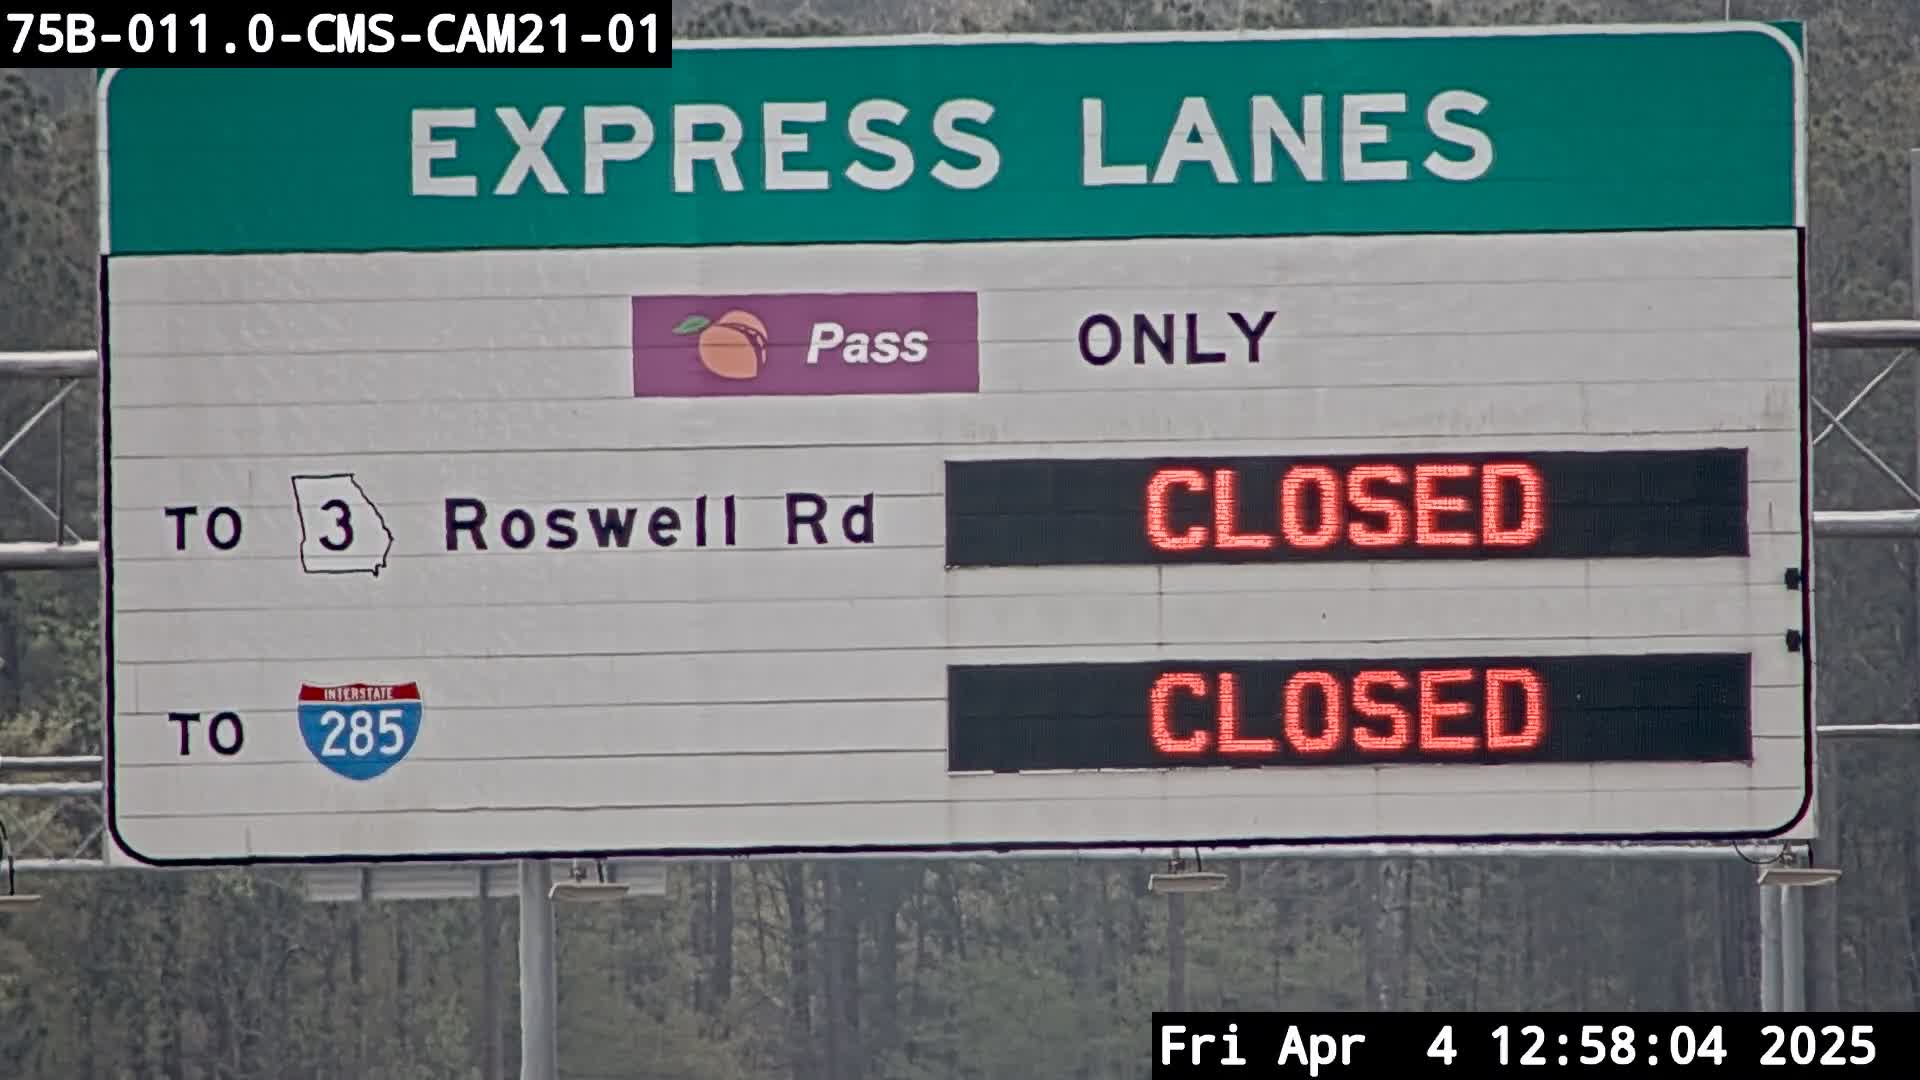 75B-011.0-CMS-CAM21-01
EXPRESS LANES
Pass ONLY
TO 3 Roswell Rd CLOSED
INTERSTATE
TO 285 CLOSED
Fri Apr 4 12:58:04 2025